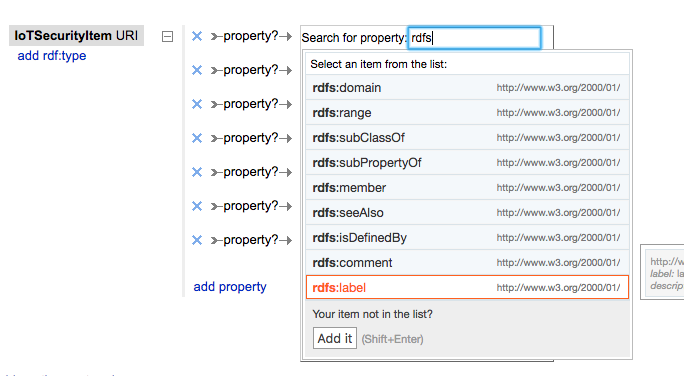 IoTSecurityItem URI
add rdf:type
property?
Search for property: rdfs
Select an item from the list:
rdfs:domain http://www.w3.org/2000/01/
property?
rdfs:range http://www.w3.org/2000/01/
property?
rdfs:subClassOf http://www.w3.org/2000/01/
rdfs:subPropertyOf http://www.w3.org/2000/01/
property?
rdfs:member http://www.w3.org/2000/01/
property?
rdfs:seeAlso http://www.w3.org/2000/01/
property?
rdfs:isDefinedBy http://www.w3.org/2000/01/
property?
rdfs:comment http://www.w3.org/2000/01/
add property
rdfs:label http://www.w3.org/2000/01/
http://w
label: la
descrip
Your item not in the list?
Add it (Shift+Enter)